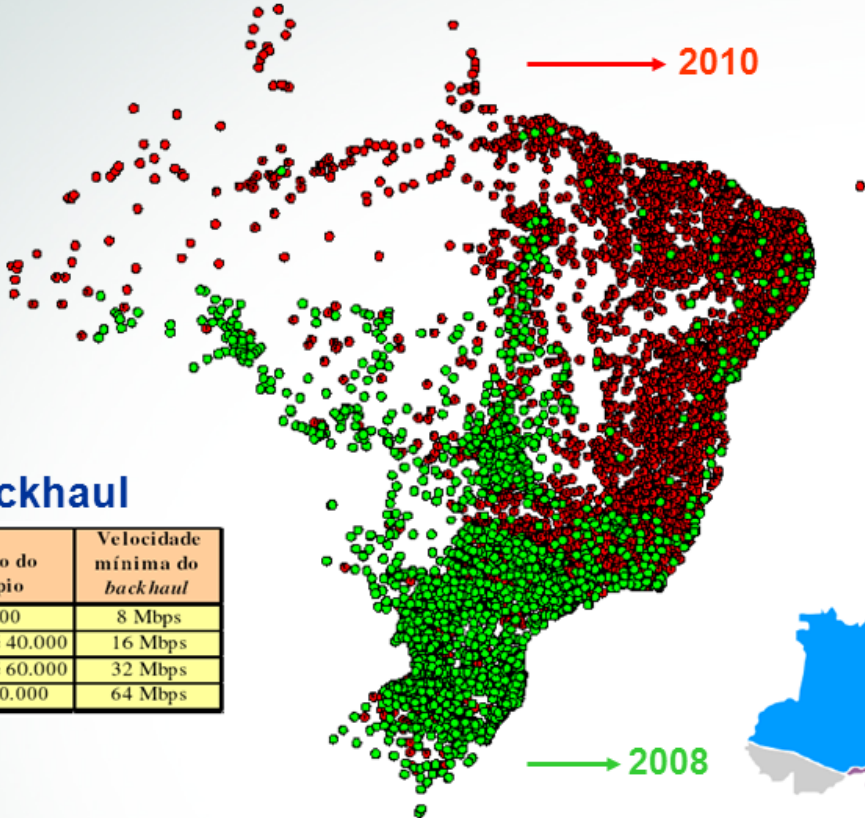 2010
ckhaul
o do
pio
Velocidade
mínima do
backhaul
00 8 Mbps
40.000 16 Mbps
60.000 32 Mbps
0.000 64 Mbps
2008